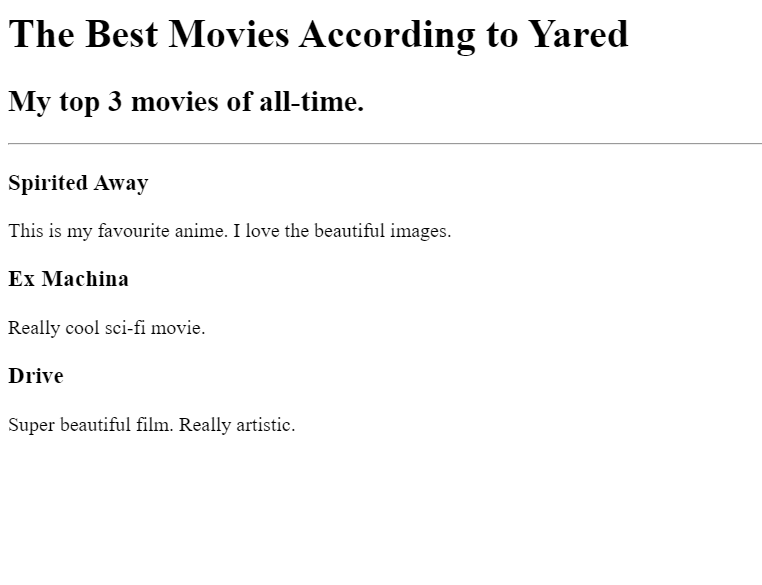 The Best Movies According to Yared
My top 3 movies of all-time.
Spirited Away
This is my favourite anime. I love the beautiful images.
Ex Machina
Really cool sci-fi movie.
Drive
Super beautiful film. Really artistic.